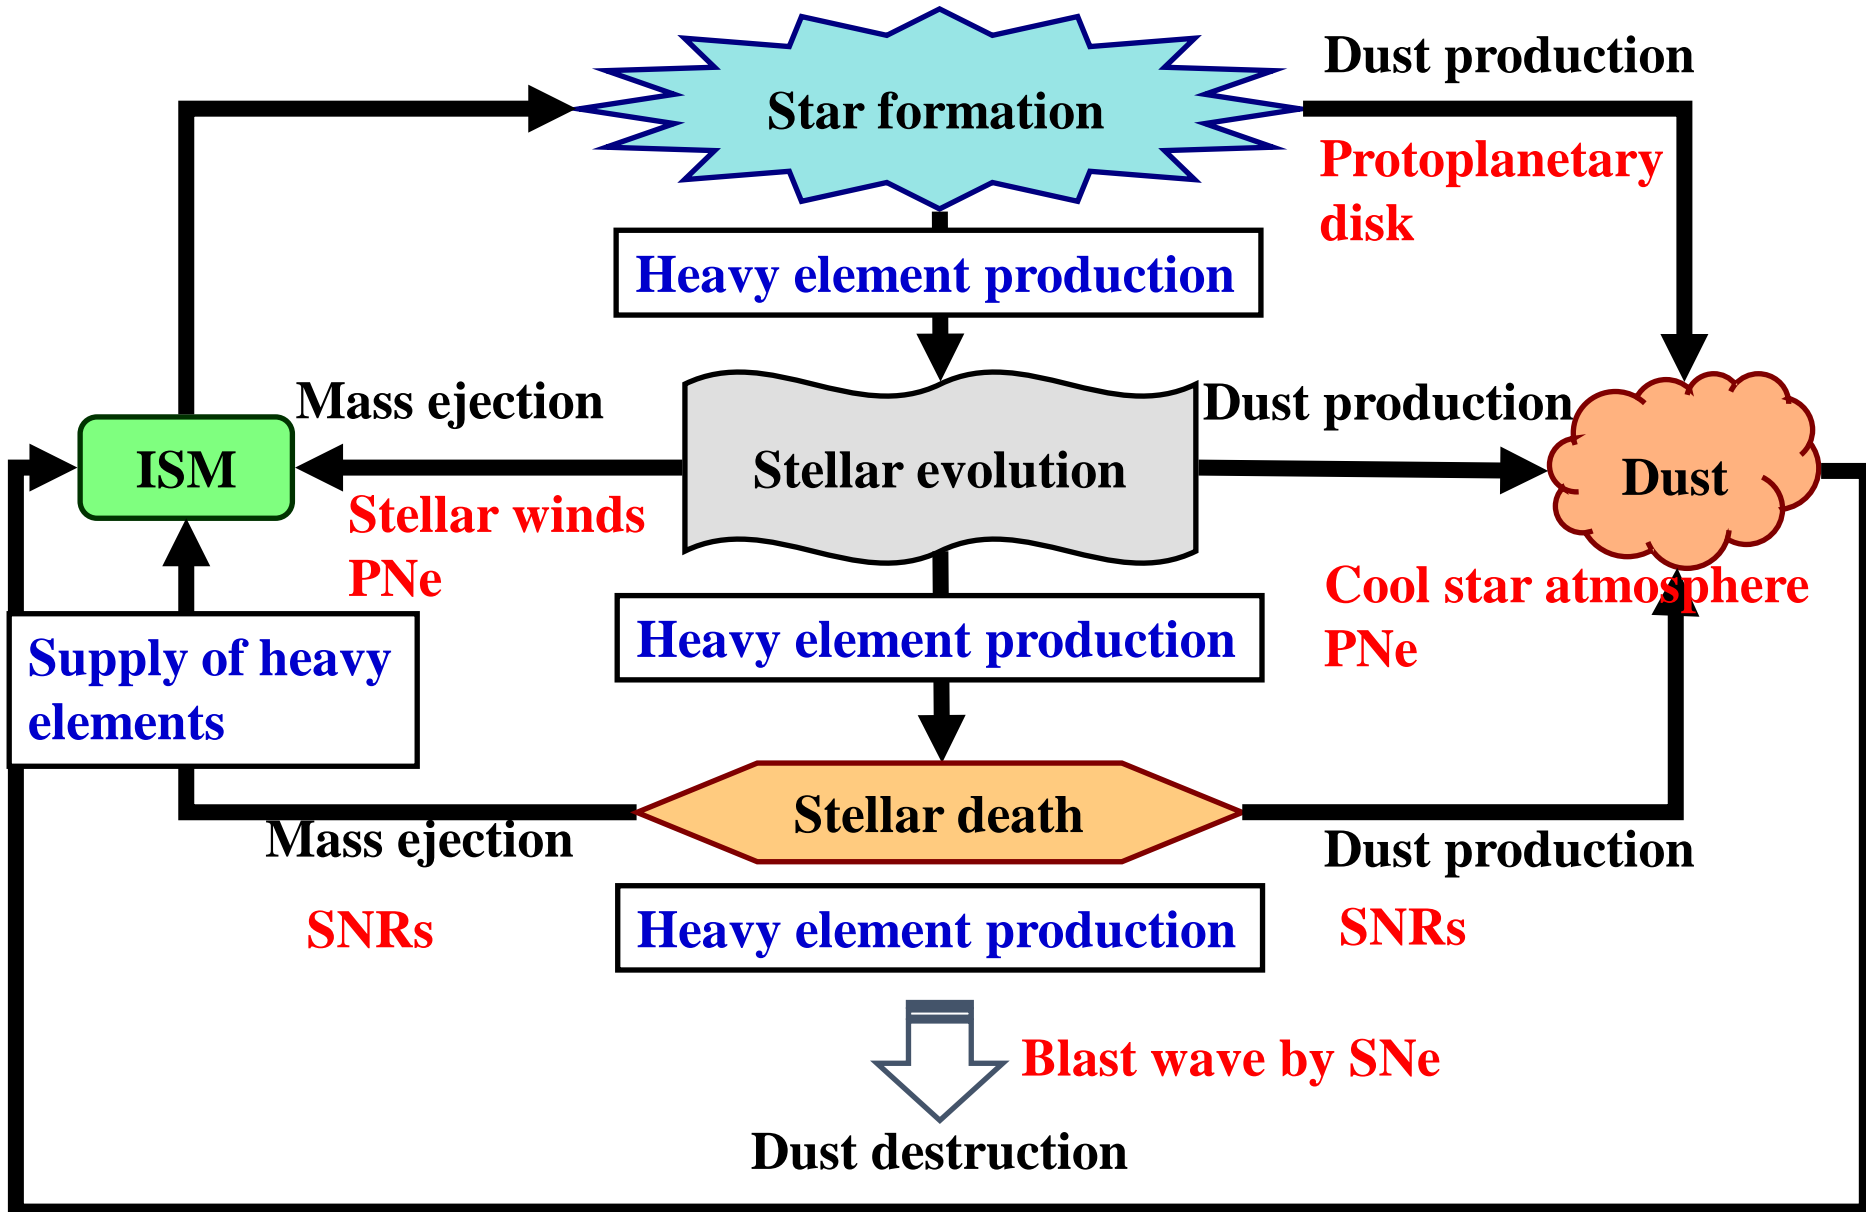 Star formation
Dust production
Protoplanetary
disk
Heavy element production
Mass ejection
ISM
Stellar evolution
Dust production
Dust
Stellar winds
PNe
Cool star atmosphere
PNe
Heavy element production
Supply of heavy
elements
Stellar death
Mass ejection
Dust production
SNRs
Heavy element production
SNRs
Blast wave by SNe
Dust destruction